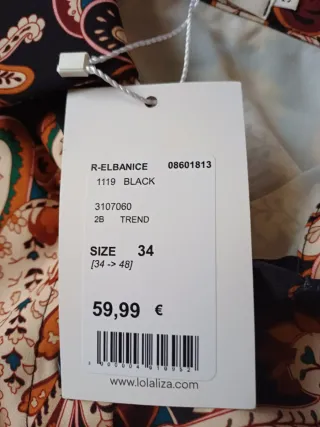 R-ELBANICE 08601813
1119 BLACK
3107060
2B TREND
SIZE 34
[34 -> 48]
59,99 €
www.lolaliza.com